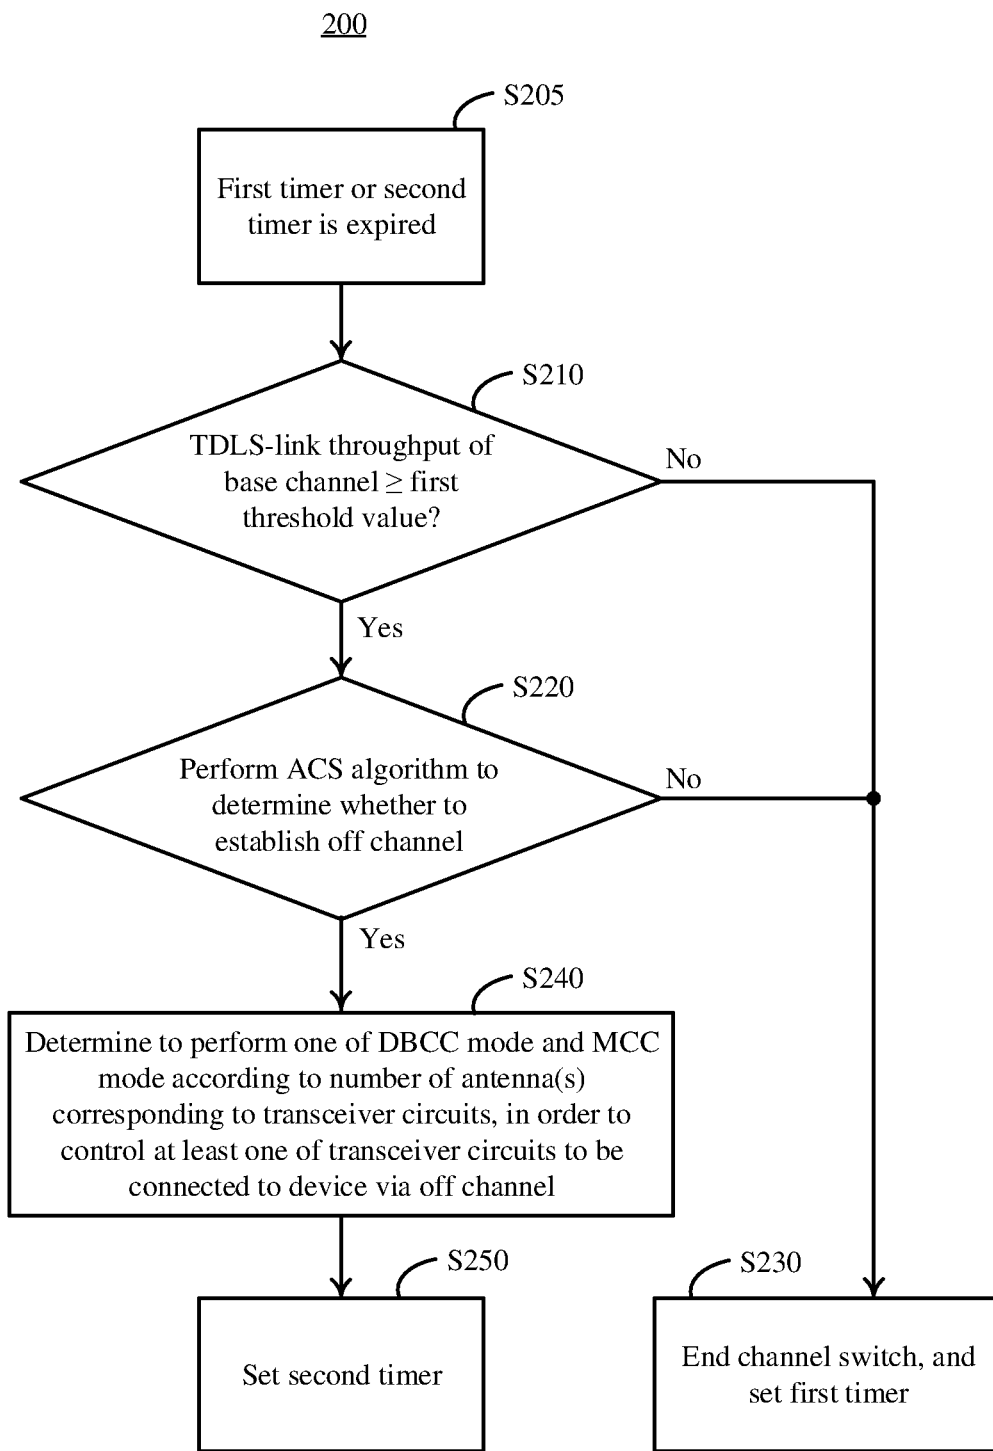 200
S205
First timer or second
timer is expired
S210
TDLS-link throughput of
base channel ≥ first
threshold value?
No
Yes
S220
Perform ACS algorithm to
determine whether to
establish off channel
No
Yes
S240
Determine to perform one of DBCC mode and MCC
mode according to number of antenna(s)
corresponding to transceiver circuits, in order to
control at least one of transceiver circuits to be
connected to device via off channel
S250
Set second timer
S230
End channel switch, and
set first timer